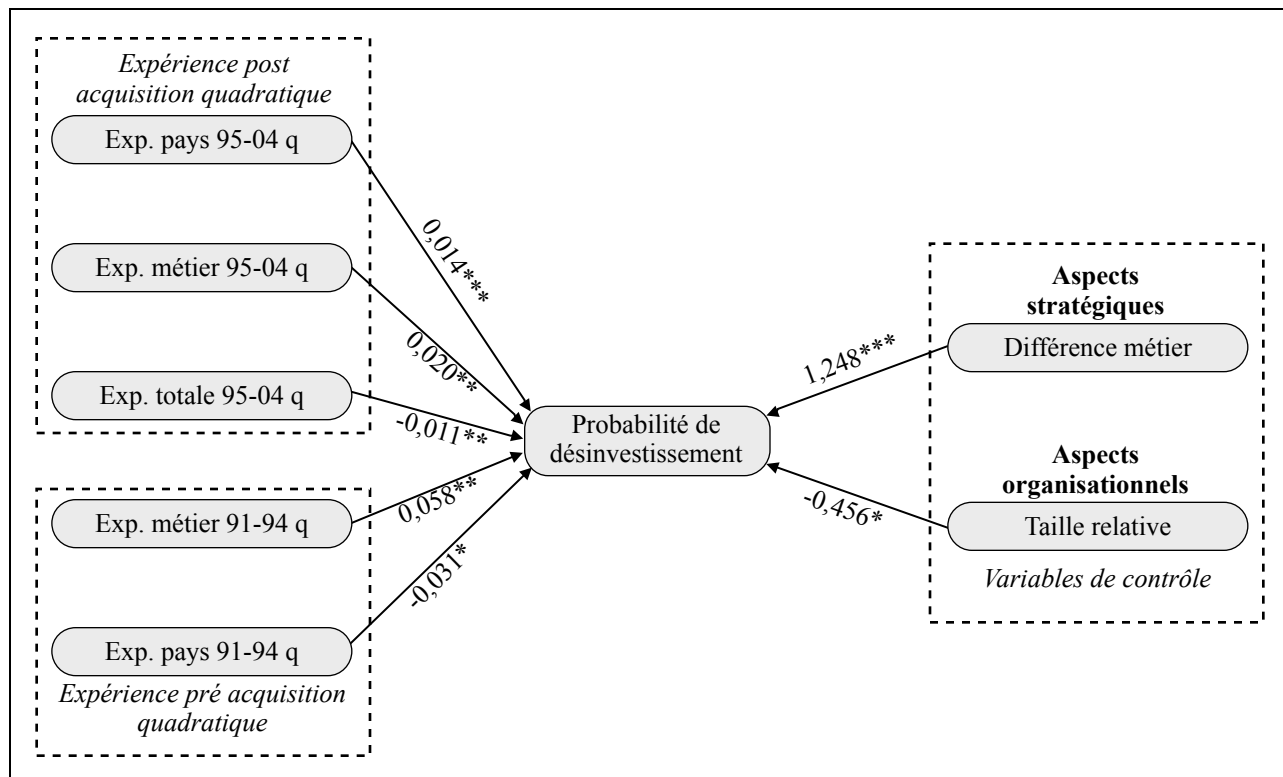 Expérience post
acquisition quadratique
Exp. pays 95-04 q
Exp. métier 95-04 q
Exp. totale 95-04 q
Exp. métier 91-94 q
Exp. pays 91-94 q
Expérience pré acquisition
quadratique
0,014***
0,020**
-0,011**
0,058**
-0,031*
Probabilité de
désinvestissement
1,248***
-0,456*
Aspects
stratégiques
Différence métier
Aspects
organisationnels
Taille relative
Variables de contrôle